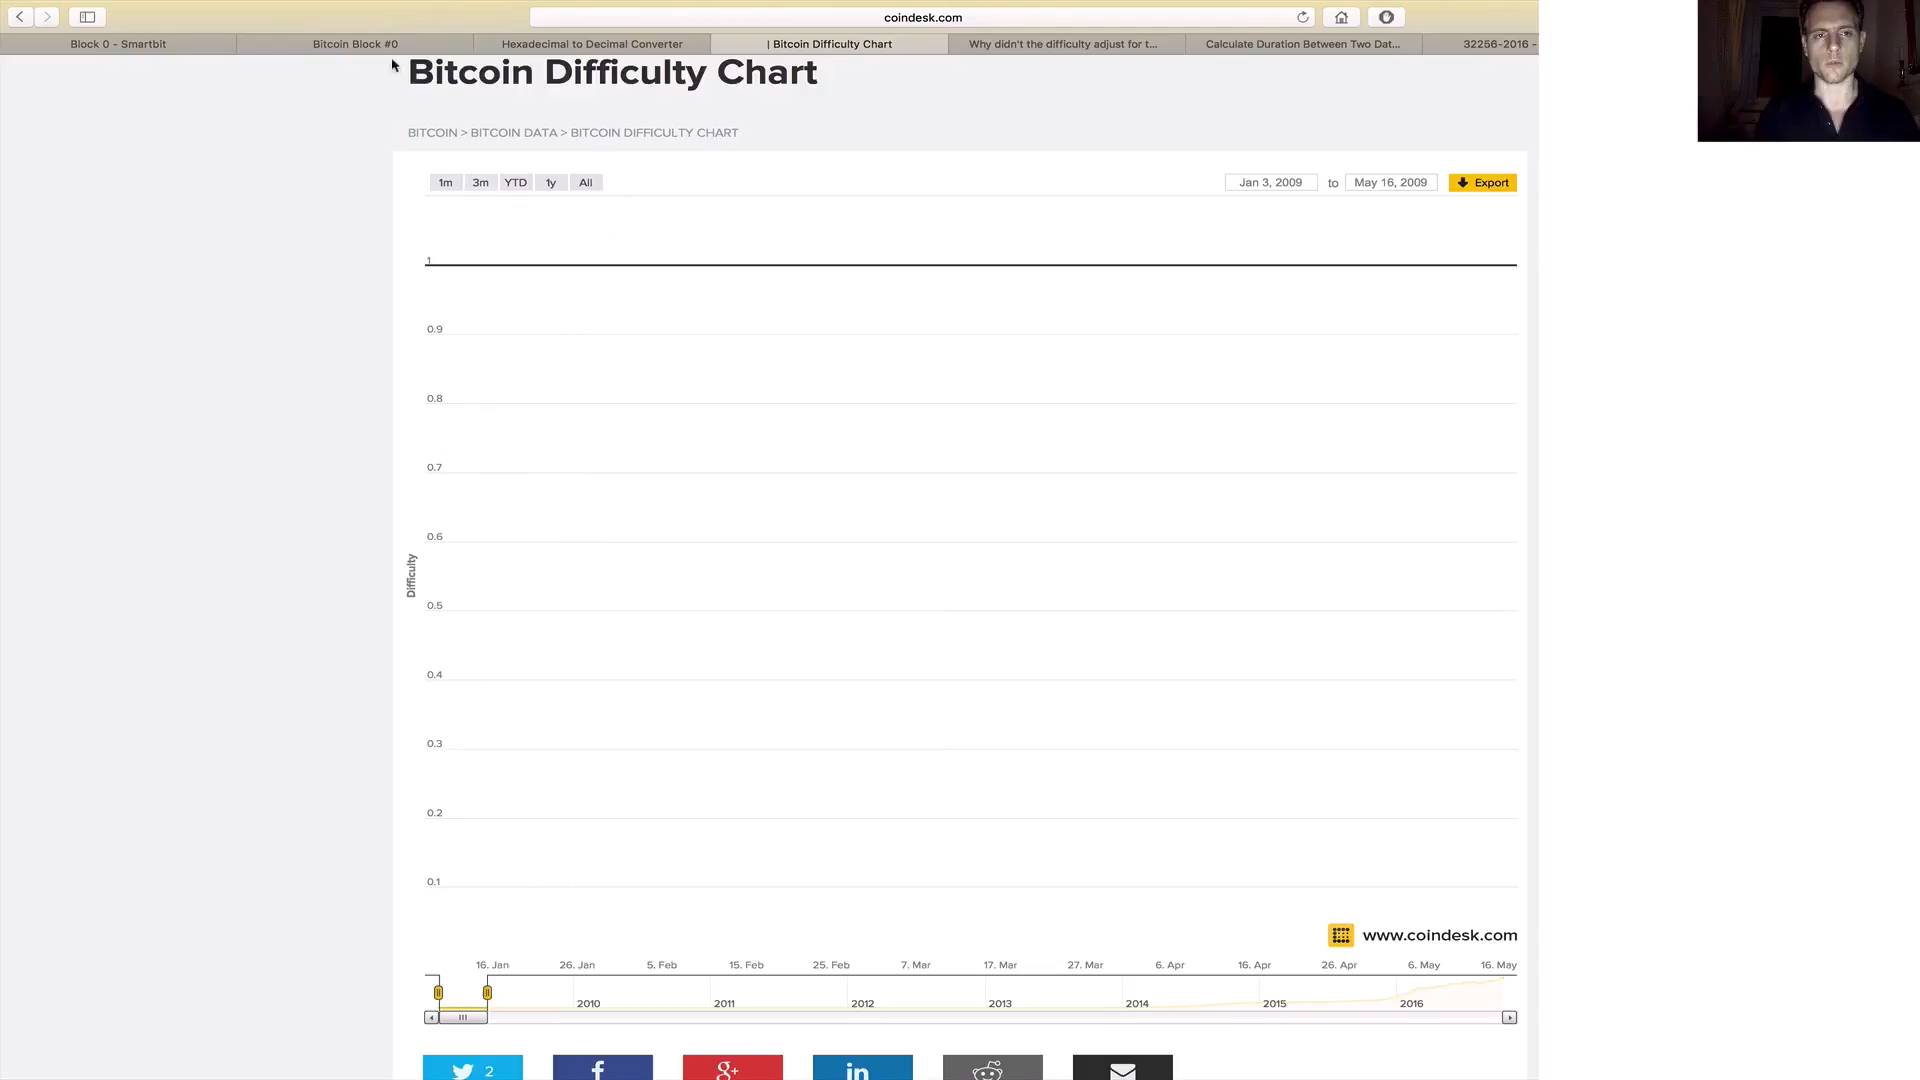 coindesk.com
Block 0 - Smartbit
Bitcoin Block #0
Hexadecimal to Decimal Converter
| Bitcoin Difficulty Chart
Why didn't the difficulty adjust for t...
Calculate Duration Between Two Dat...
32256-2016 -
Bitcoin Difficulty Chart
BITCOIN > BITCOIN DATA > BITCOIN DIFFICULTY CHART
1m 3m YTD 1y All
Jan 3, 2009 to May 16, 2009 Export
1
0.9
0.8
0.7
0.6
Difficulty
0.5
0.4
0.3
0.2
0.1
www.coindesk.com
16. Jan 26. Jan 5. Feb 15. Feb 25. Feb 7. Mar 17. Mar 27. Mar 6. Apr 16. Apr 26. Apr 6. May 16. May
2010 2011 2012 2013 2014 2015 2016
2 f g+ in